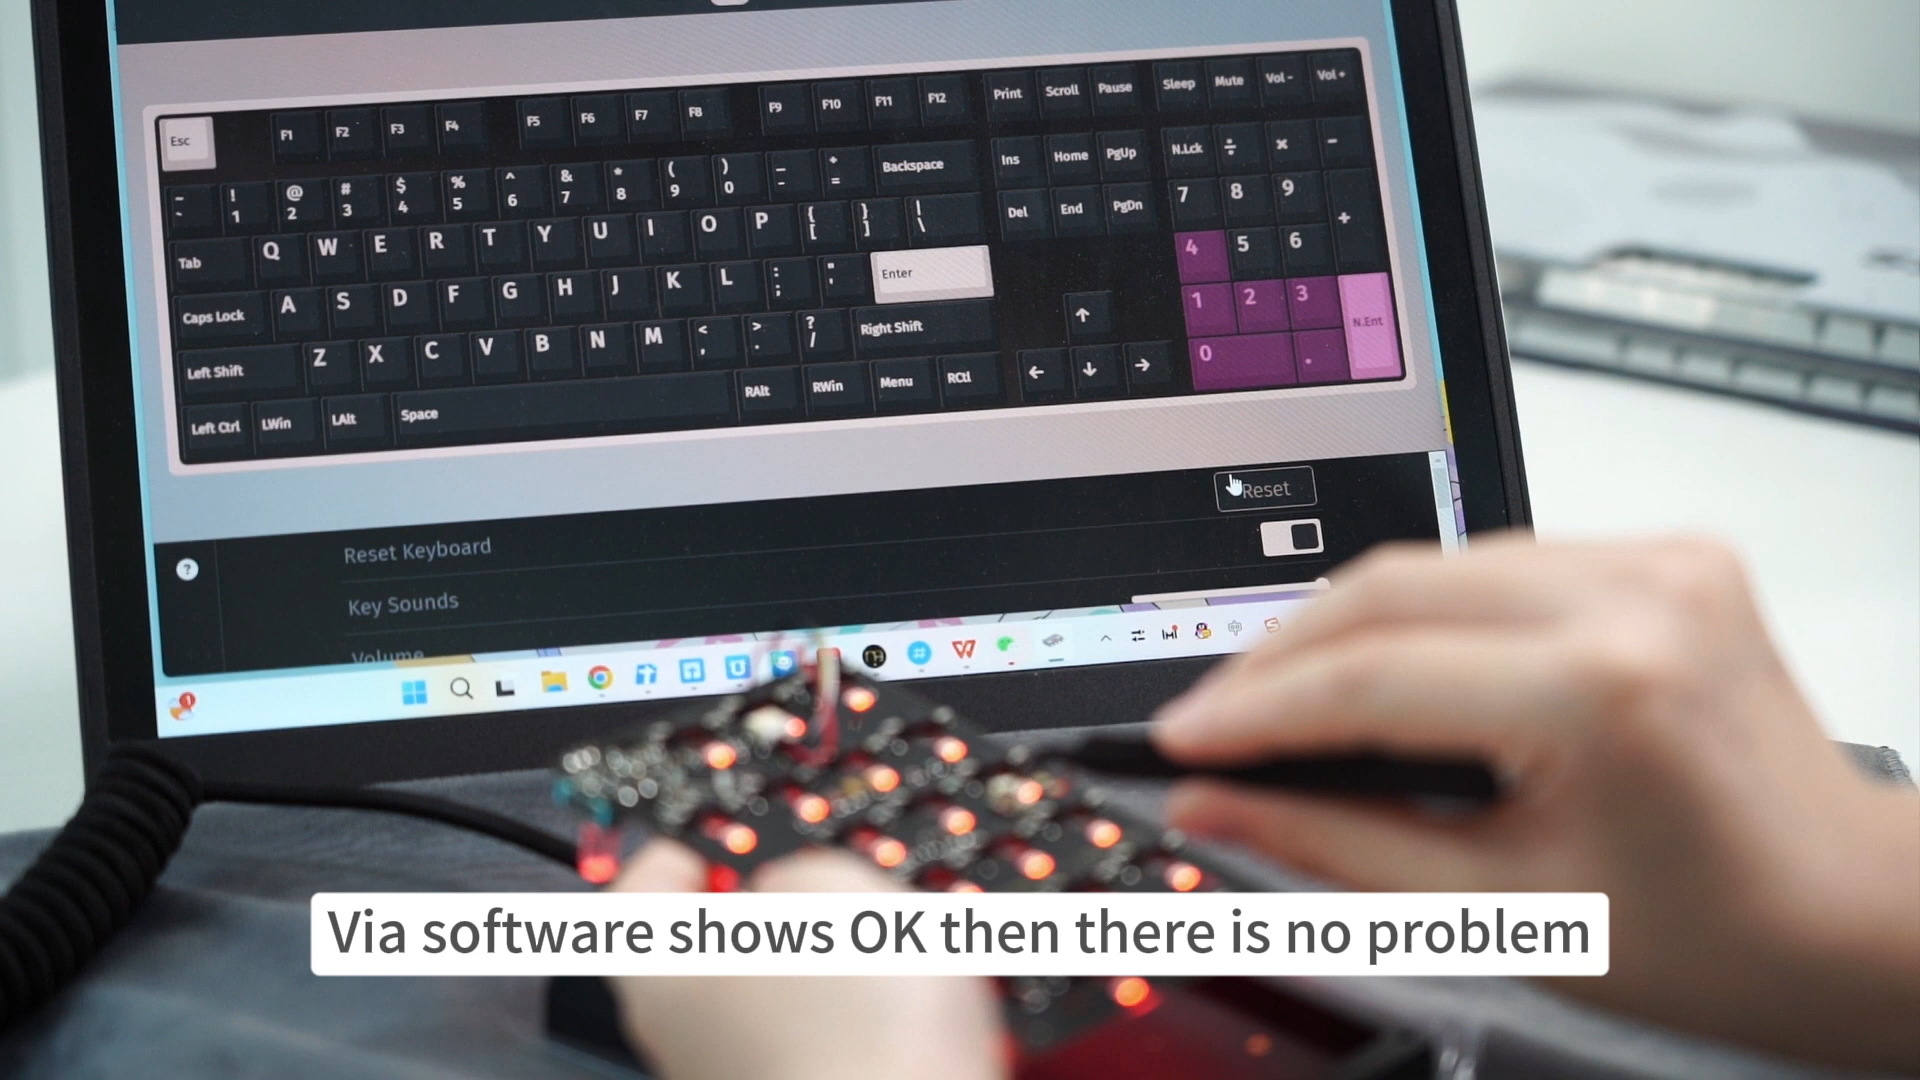 Esc F1 F2 F3 F4 F5 F6 F7 F8 F9 F10 F11 F12 Print Scroll Pause Sleep Mute Vol - Vol +
~ ! @ # $ % ^ & * ( ) _ +
` 1 2 3 4 5 6 7 8 9 0 - = Backspace Ins Home PgUp N.Lck ÷ × -
Tab Q W E R T Y U I O P { [ } ] | \ Del End PgDn 7 8 9 +
Caps Lock A S D F G H J K L : ; " ' Enter 4 5 6
Left Shift Z X C V B N M < , > . ? / Right Shift ↑ 1 2 3 N.Ent
Left Ctrl LWin LAlt Space RAlt RWin Menu RCtl ← ↓ → 0 .
Reset
Reset Keyboard
Key Sounds
Volume
Via software shows OK then there is no problem